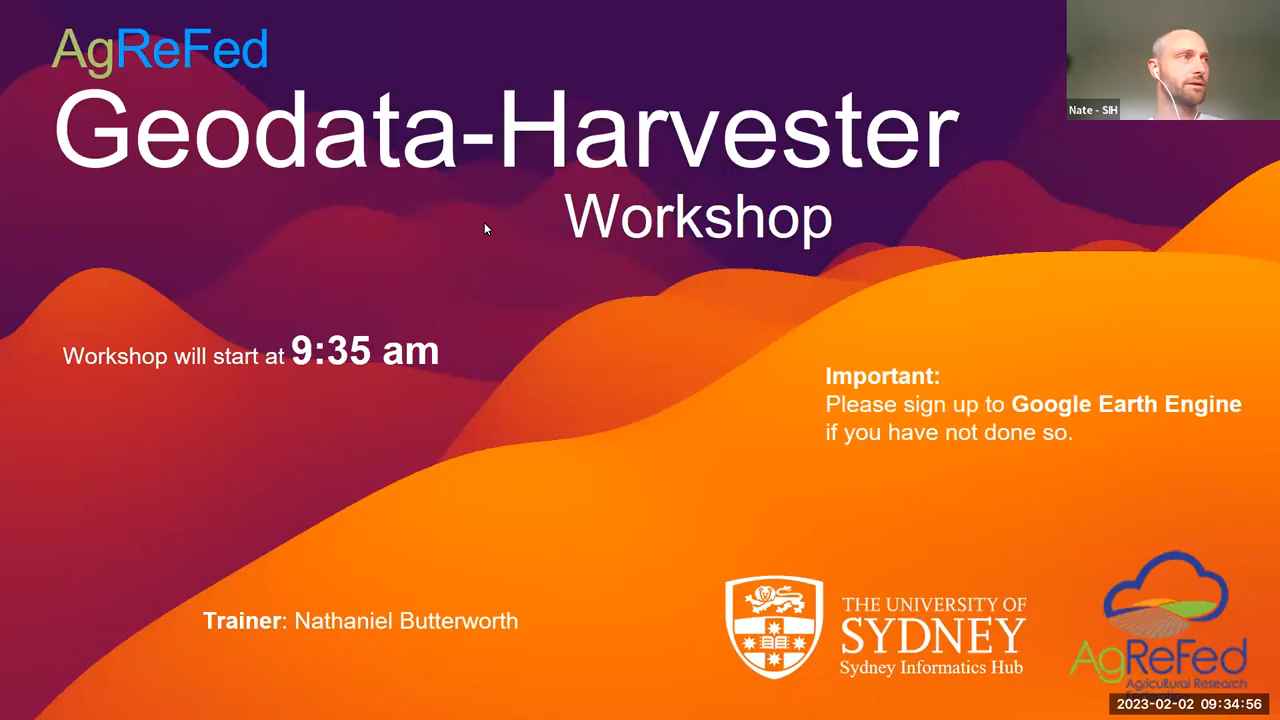 AgReFed
Geodata-Harvester
Workshop
Nate - SIH
Workshop will start at 9:35 am
Important:
Please sign up to Google Earth Engine
if you have not done so.
Trainer: Nathaniel Butterworth
THE UNIVERSITY OF
SYDNEY
Sydney Informatics Hub
AgReFed
Agricultural Research
2023-02-02 09:34:56